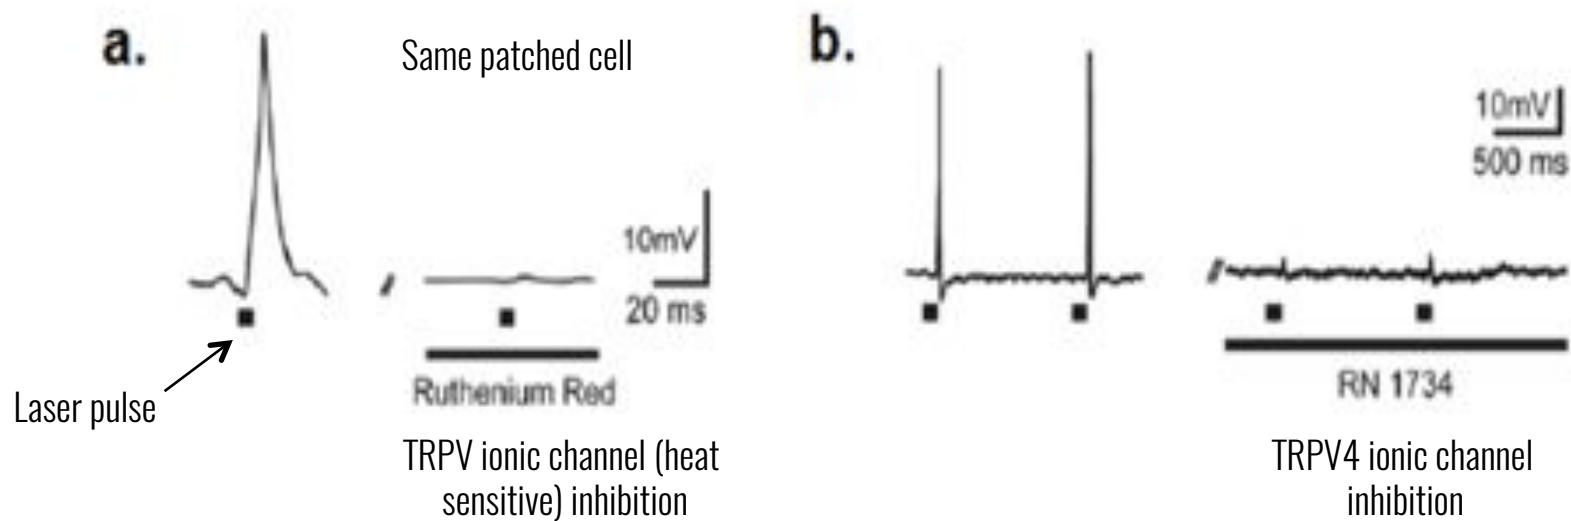 a.
Same patched cell
b.
10mV
500 ms
10mV
20 ms
Laser pulse
Ruthenium Red
RN 1734
TRPV ionic channel (heat
sensitive) inhibition
TRPV4 ionic channel
inhibition